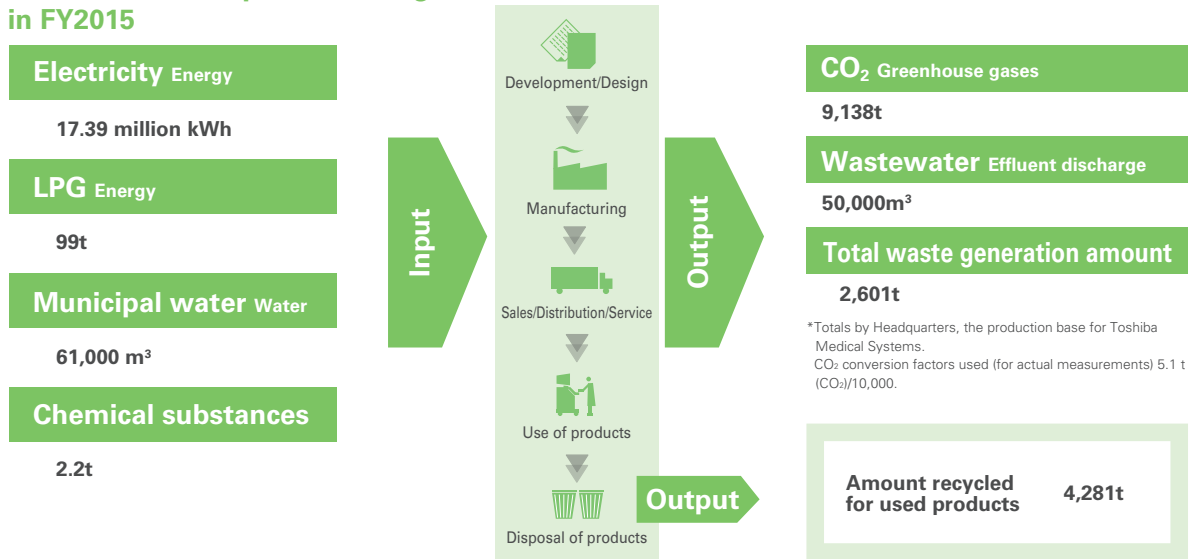 in FY2015
Electricity Energy
17.39 million kWh
LPG Energy
99t
Municipal water Water
61,000 m³
Chemical substances
2.2t
Input
Development/Design
Manufacturing
Sales/Distribution/Service
Use of products
Disposal of products
Output
Output
CO₂ Greenhouse gases
9,138t
Wastewater Effluent discharge
50,000m³
Total waste generation amount
2,601t
*Totals by Headquarters, the production base for Toshiba
Medical Systems.
CO₂ conversion factors used (for actual measurements) 5.1 t
(CO₂)/10,000.
Amount recycled
for used products
4,281t